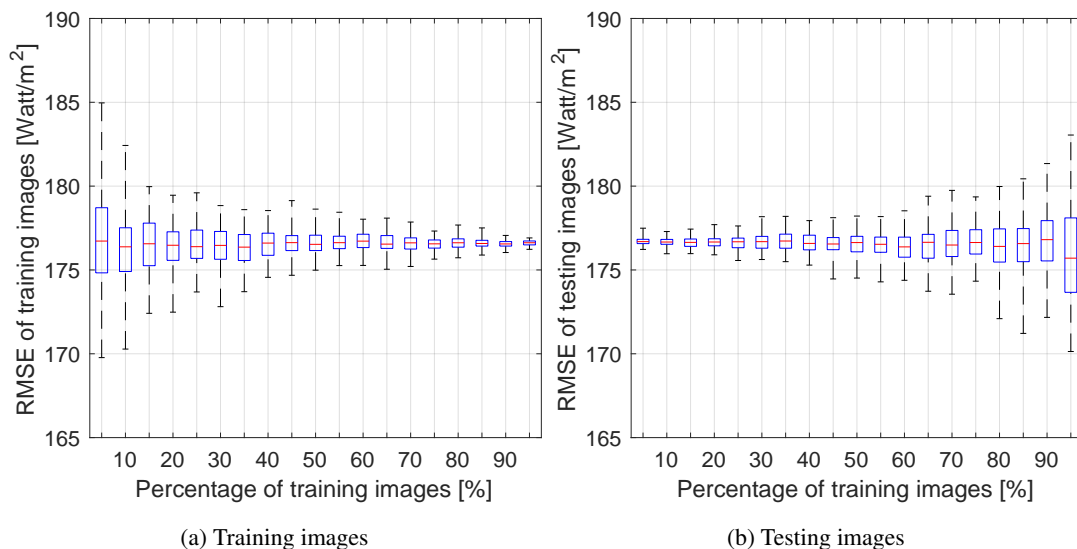 190
185
180
175
170
165
RMSE of training images [Watt/m²]
10 20 30 40 50 60 70 80 90
Percentage of training images [%]
(a) Training images
190
185
180
175
170
165
RMSE of testing images [Watt/m²]
10 20 30 40 50 60 70 80 90
Percentage of training images [%]
(b) Testing images